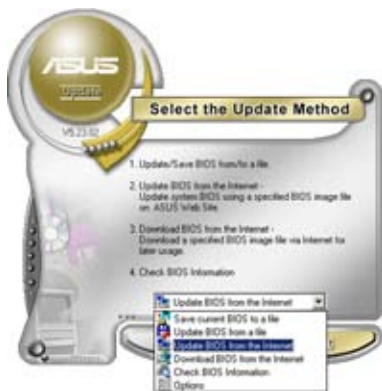 ASUS
Update
V5.23.02
Select the Update Method
1. Update/Save BIOS from/to a file.
2. Update BIOS from the Internet -
Update system BIOS using a specified BIOS image file
on ASUS Web Site.
3. Download BIOS from the Internet -
Download a specified BIOS image file via Internet for
later usage.
4. Check BIOS Information
Update BIOS from the Internet
Save current BIOS to a file
Update BIOS from a file
Update BIOS from the Internet
Download BIOS from the Internet
Check BIOS Information
Options